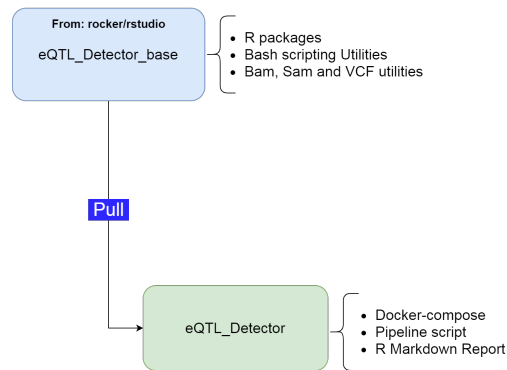 From: rocker/rstudio
eQTL_Detector_base
• R packages
• Bash scripting Utilities
• Bam, Sam and VCF utilities
Pull
eQTL_Detector
• Docker-compose
• Pipeline script
• R Markdown Report